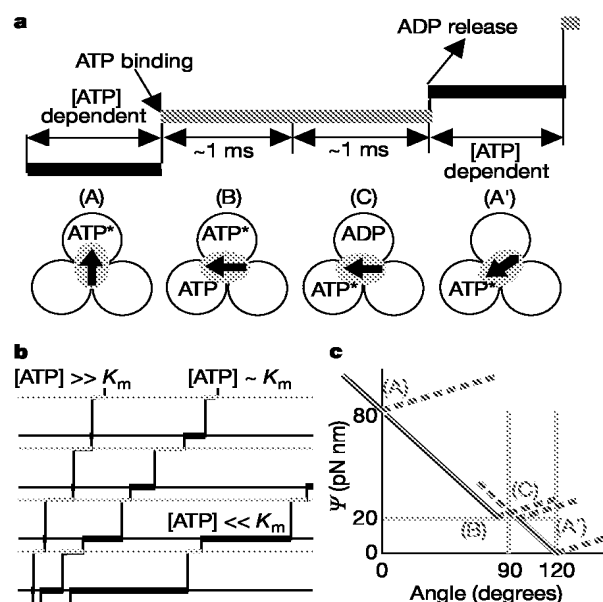 a
ADP release
ATP binding
[ATP]
dependent
~1 ms
~1 ms
[ATP]
dependent
(A)
(B)
(C)
(A')
ATP*
ATP*
ATP
ADP
ATP*
ATP*
b
[ATP] >> Km
[ATP] ~ Km
[ATP] << Km
c
Ψ (pN nm)
80
20
0
(A)
(B)
(C)
(A')
0
90
120
Angle (degrees)